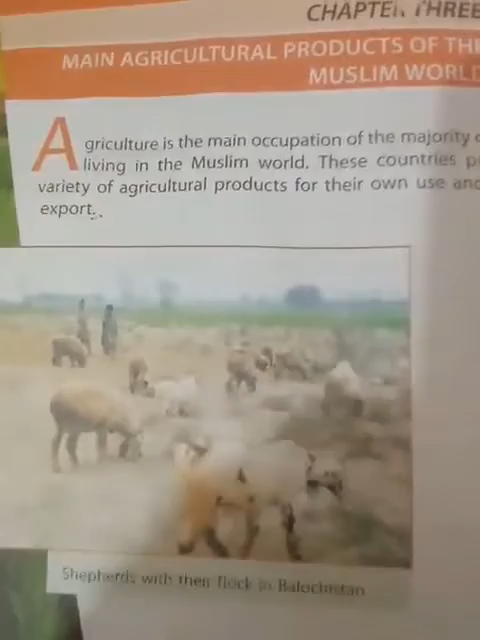 CHAPTER THREE
MAIN AGRICULTURAL PRODUCTS OF THE
MUSLIM WORLD
Agriculture is the main occupation of the majority
living in the Muslim world. These countries
variety of agricultural products for their own use and
export.
Shepherds with their flock in Balochistan